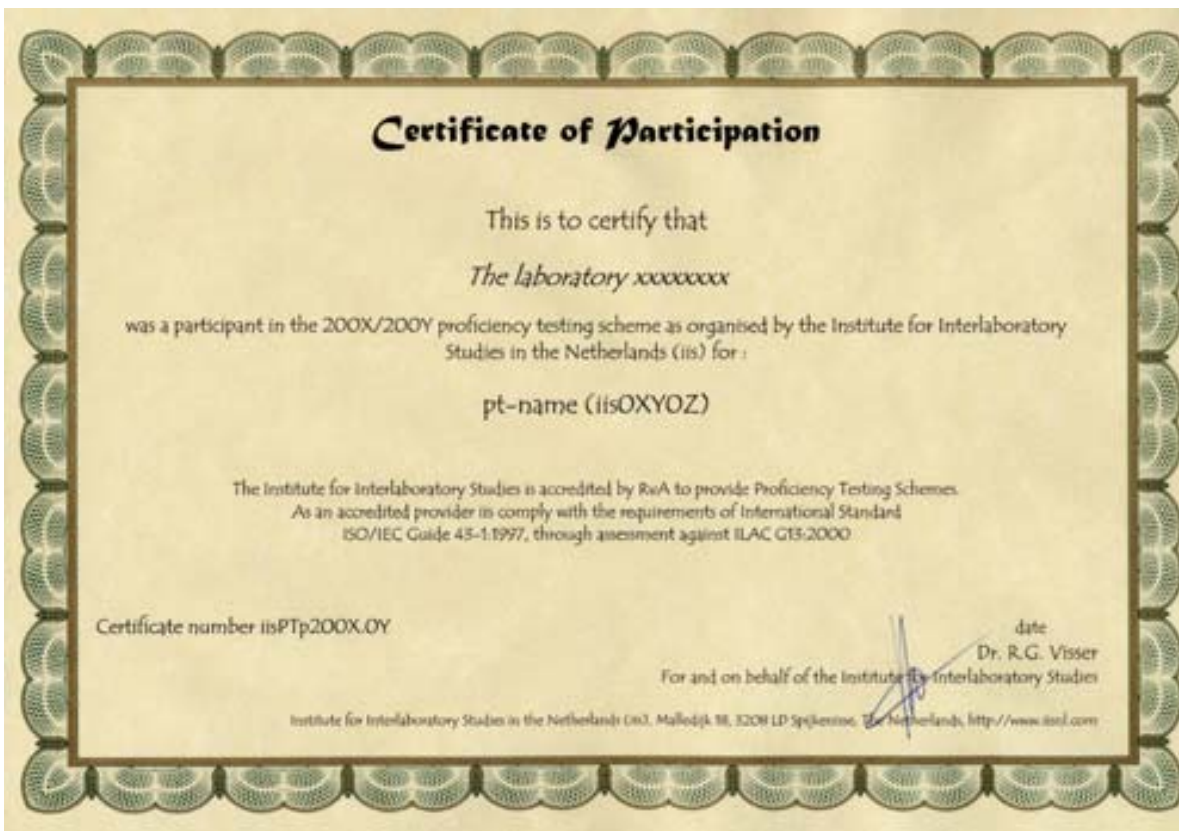 Certificate of Participation
This is to certify that
The laboratory xxxxxxxx
was a participant in the 200X/200Y proficiency testing scheme as organised by the Institute for Interlaboratory
Studies in the Netherlands (iis) for :
pt-name (iis0XY0Z)
The Institute for Interlaboratory Studies is accredited by RvA to provide Proficiency Testing Schemes.
As an accredited provider iis comply with the requirements of International Standard
ISO/IEC Guide 43-1:1997, through assessment against ILAC G13:2000
Certificate number iisPTp200X.0Y
date
Dr. R.G. Visser
For and on behalf of the Institute for Interlaboratory Studies
Institute for Interlaboratory Studies in the Netherlands (iis), Malledijk 18, 3208 LD Spijkenisse, The Netherlands, http://www.iisnl.com